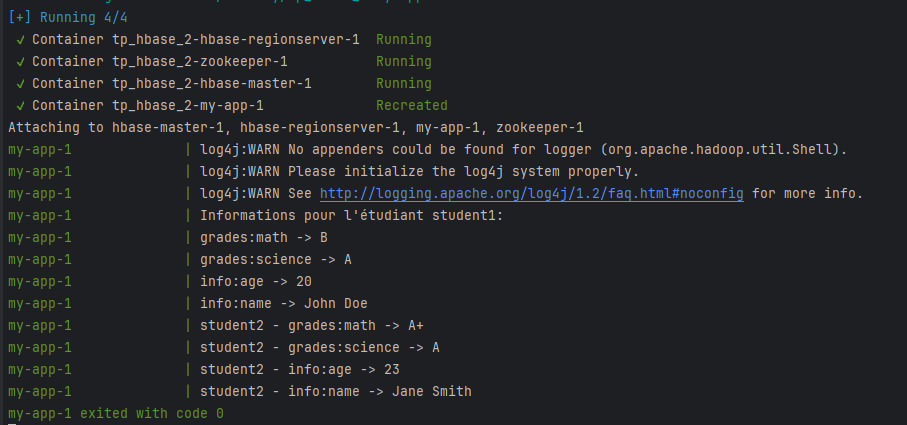 [+] Running 4/4
✓ Container tp_hbase_2-hbase-regionserver-1 Running
✓ Container tp_hbase_2-zookeeper-1 Running
✓ Container tp_hbase_2-hbase-master-1 Running
✓ Container tp_hbase_2-my-app-1 Recreated
Attaching to hbase-master-1, hbase-regionserver-1, my-app-1, zookeeper-1
my-app-1 | log4j:WARN No appenders could be found for logger (org.apache.hadoop.util.Shell).
my-app-1 | log4j:WARN Please initialize the log4j system properly.
my-app-1 | log4j:WARN See http://logging.apache.org/log4j/1.2/faq.html#noconfig for more info.
my-app-1 | Informations pour l'étudiant student1:
my-app-1 | grades:math -> B
my-app-1 | grades:science -> A
my-app-1 | info:age -> 20
my-app-1 | info:name -> John Doe
my-app-1 | student2 - grades:math -> A+
my-app-1 | student2 - grades:science -> A
my-app-1 | student2 - info:age -> 23
my-app-1 | student2 - info:name -> Jane Smith
my-app-1 exited with code 0